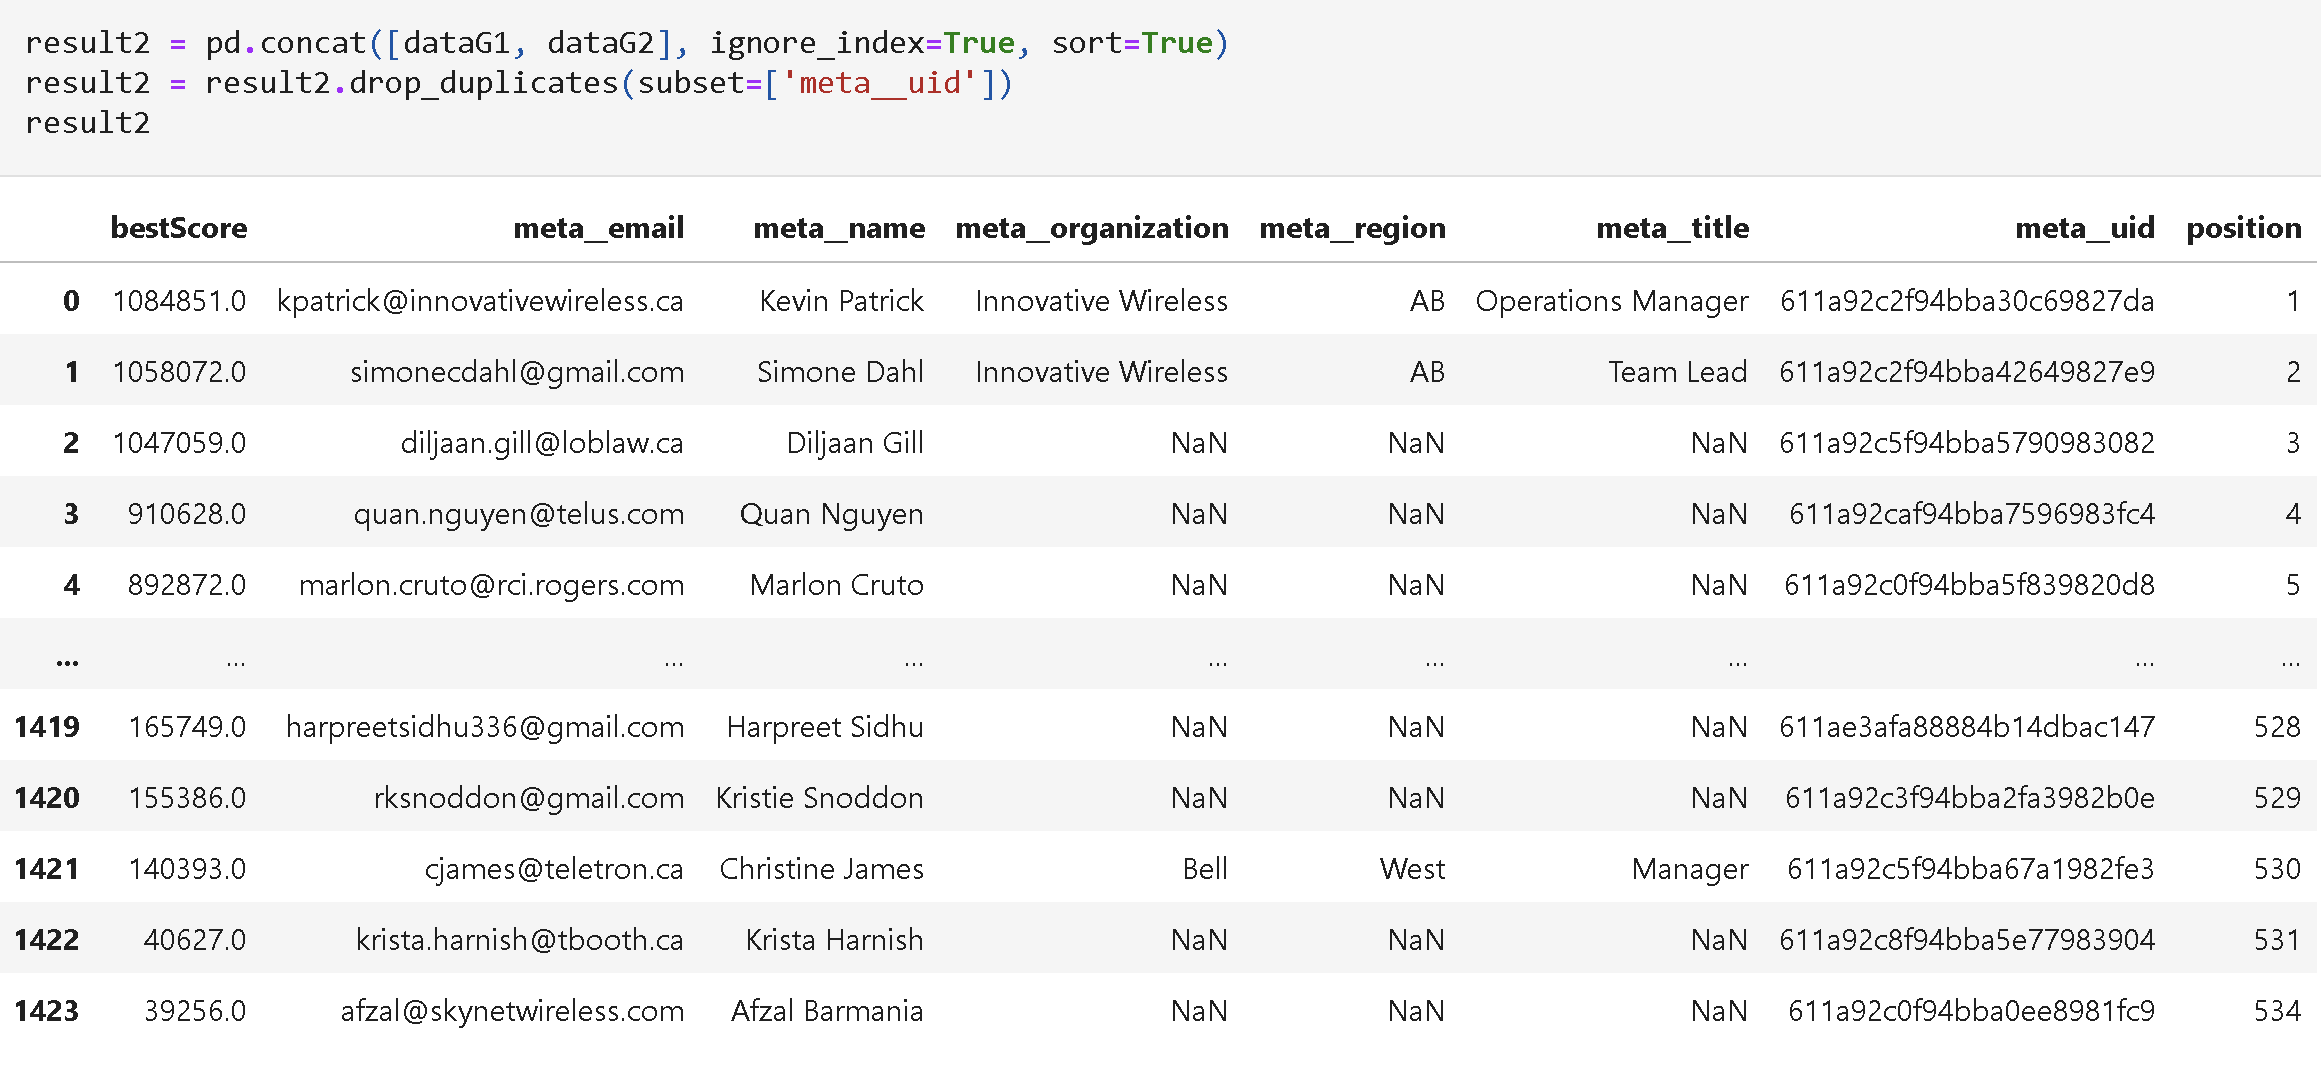 result2 = pd.concat([dataG1, dataG2], ignore_index=True, sort=True)
result2 = result2.drop_duplicates(subset=['meta__uid'])
result2
bestScore meta__email meta__name meta__organization meta__region meta__title meta__uid position
0 1084851.0 kpatrick@innovativewireless.ca Kevin Patrick Innovative Wireless AB Operations Manager 611a92c2f94bba30c69827da 1
1 1058072.0 simonecdahl@gmail.com Simone Dahl Innovative Wireless AB Team Lead 611a92c2f94bba42649827e9 2
2 1047059.0 diljaan.gill@loblaw.ca Diljaan Gill NaN NaN NaN 611a92c5f94bba5790983082 3
3 910628.0 quan.nguyen@telus.com Quan Nguyen NaN NaN NaN 611a92caf94bba7596983fc4 4
4 892872.0 marlon.cruto@rci.rogers.com Marlon Cruto NaN NaN NaN 611a92c0f94bba5f839820d8 5
... ... ... ... ... ... ... ... ...
1419 165749.0 harpreetsidhu336@gmail.com Harpreet Sidhu NaN NaN NaN 611ae3afa88884b14dbac147 528
1420 155386.0 rksnoddon@gmail.com Kristie Snoddon NaN NaN NaN 611a92c3f94bba2fa3982b0e 529
1421 140393.0 cjames@teletron.ca Christine James Bell West Manager 611a92c5f94bba67a1982fe3 530
1422 40627.0 krista.harnish@tbooth.ca Krista Harnish NaN NaN NaN 611a92c8f94bba5e77983904 531
1423 39256.0 afzal@skynetwireless.com Afzal Barmania NaN NaN NaN 611a92c0f94bba0ee8981fc9 534